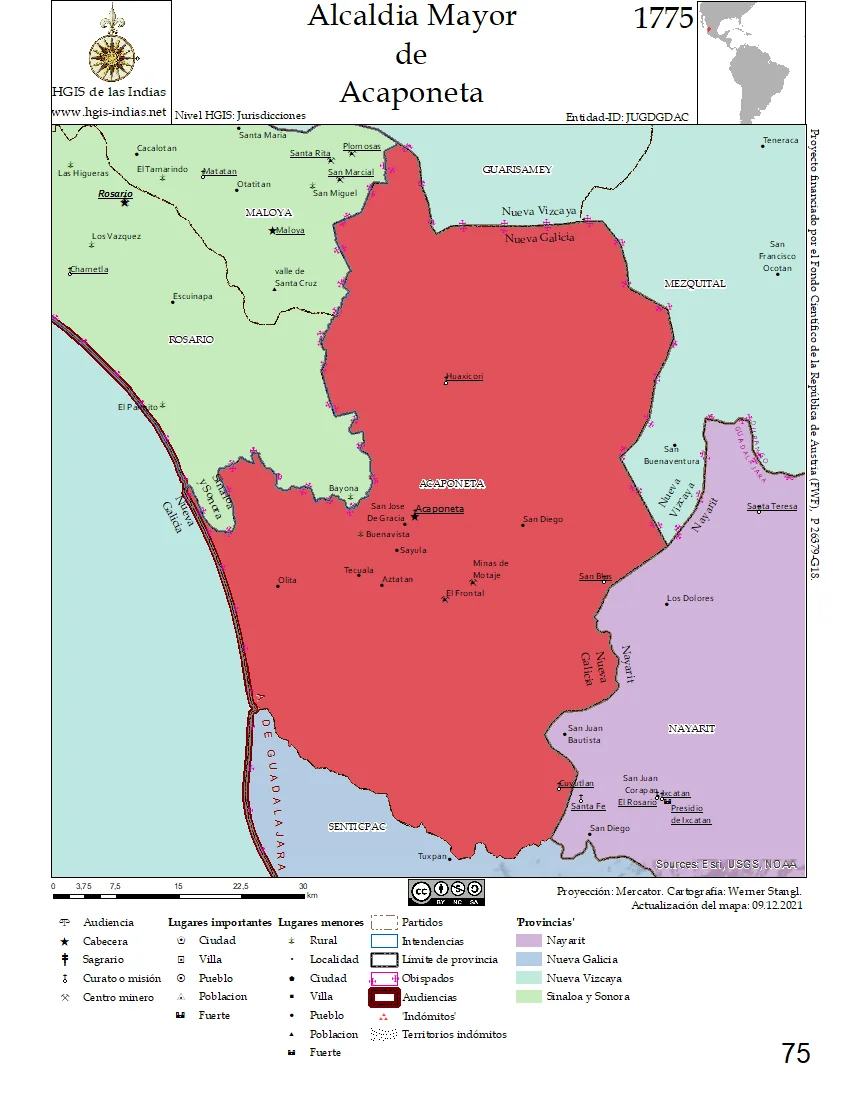 Alcaldia Mayor
de
Acaponeta
1775
HGIS de las Indias
www.hgis-indias.net
Nivel HGIS: Jurisdicciones
Entidad-ID: JUGDGDAC
Proyecto financiado por el Fondo Científico de la República de Austria (FWF), P 26379-G18.
Santa Maria
Cacalotan
Santa Rita
Plomosas
Teneraca
Las Higueras
El Tamarindo
Matatan
San Marcial
GUARISAMEY
Otatitan
San Miguel
Rosario
MALOYA
Nueva Vizcaya
Maloya
Nueva Galicia
Los Vazquez
San
Francisco
Ocotan
Chametla
valle de
Santa Cruz
MEZQUITAL
Escuinapa
ROSARIO
Huaxicori
El Palmito
DURANGO
GUADALAJARA
San
Buenaventura
Sinaloa
y Sonora
Nueva
Galicia
Bayona
ACAPONETA
Nueva
Vizcaya
Nayarit
San Jose
De Gracia
Acaponeta
San Diego
Santa Teresa
Buenavista
Sayula
Minas de
Motaje
Tecuala
Aztatan
Olita
San Blas
El Frontal
Los Dolores
Nueva
Galicia
Nayarit
A DE GUADALAJARA
San Juan
Bautista
NAYARIT
Cuyutlan
San Juan
Corapan
Ixcatan
Santa Fe
El Rosario
Presidio
de Ixcatan
SENTICPAC
San Diego
Tuxpan
Sources: Esri, USGS, NOAA
0 3,75 7,5 15 22,5 30
km
CC BY NC SA
Proyección: Mercator. Cartografía: Werner Stangl.
Actualización del mapa: 09.12.2021
Audiencia
Cabecera
Sagrario
Curato o misión
Centro minero
Lugares importantes
Ciudad
Villa
Pueblo
Poblacion
Fuerte
Lugares menores
Rural
Localidad
Ciudad
Villa
Pueblo
Poblacion
Fuerte
Partidos
Intendencias
Límite de provincia
Obispados
Audiencias
'Indómitos'
Territorios indómitos
'Provincias'
Nayarit
Nueva Galicia
Nueva Vizcaya
Sinaloa y Sonora
75